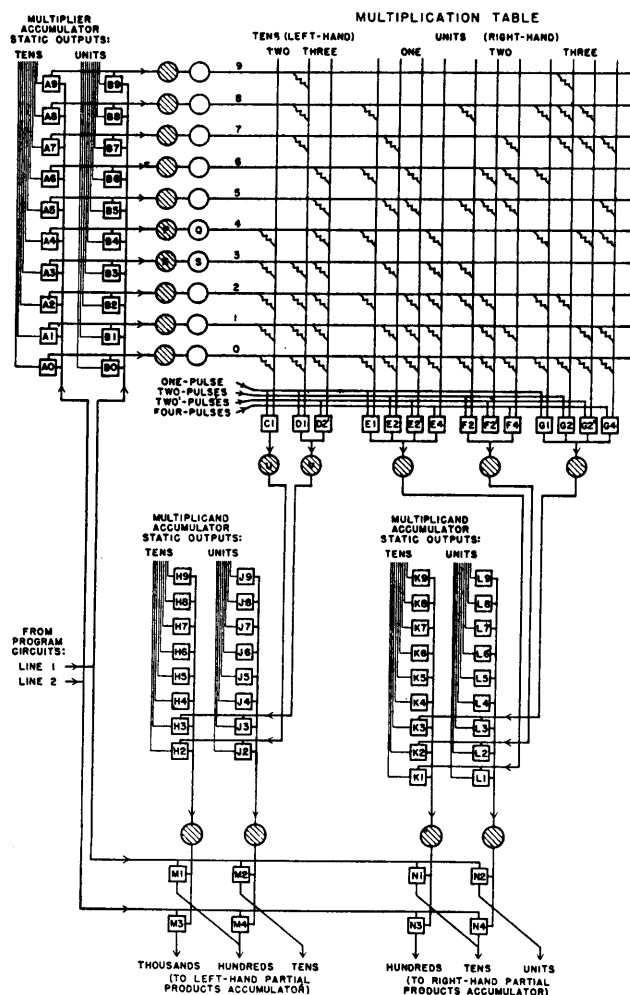 MULTIPLICATION TABLE
MULTIPLIER
ACCUMULATOR
STATIC OUTPUTS:
TENS UNITS
TENS (LEFT-HAND) UNITS (RIGHT-HAND)
TWO THREE ONE TWO THREE
A9 B9 9
A8 B8 8
A7 B7 7
A6 B6 6
A5 B5 5
A4 B4 P Q 4
A3 B3 R S 3
A2 B2 2
A1 B1 1
A0 B0 0
ONE-PULSE
TWO-PULSES
TWO'-PULSES
FOUR-PULSES
C1 D1 D2' E1 E2 E2' E4 F2 F2' F4 G1 G2 G2' G4
U
MULTIPLICAND
ACCUMULATOR
STATIC OUTPUTS:
TENS UNITS
H9 J9
H8 J8
H7 J7
H6 J6
H5 J5
H4 J4
H3 J3
H2 J2
MULTIPLICAND
ACCUMULATOR
STATIC OUTPUTS:
TENS UNITS
K9 L9
K8 L8
K7 L7
K6 L6
K5 L5
K4 L4
K3 L3
K2 L2
K1 L1
FROM
PROGRAM
CIRCUITS:
LINE 1
LINE 2
M1 M2 N1 N2
M3 M4 N3 N4
THOUSANDS HUNDREDS TENS
(TO LEFT-HAND PARTIAL
PRODUCTS ACCUMULATOR)
HUNDREDS TENS UNITS
(TO RIGHT-HAND PARTIAL
PRODUCTS ACCUMULATOR)